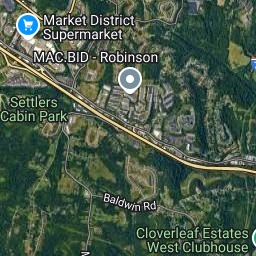 Market District
Supermarket
MAC.BID - Robinson
Settlers
Cabin Park
Baldwin Rd
N
Cloverleaf Estates
West Clubhouse